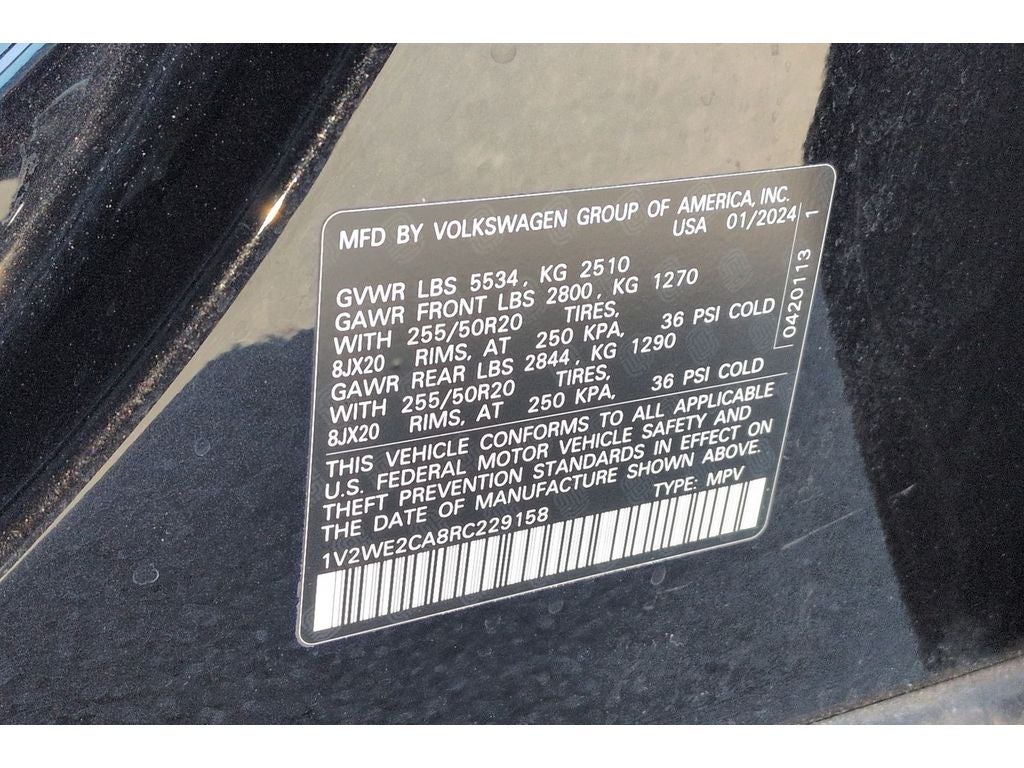 MFD BY VOLKSWAGEN GROUP OF AMERICA, INC.
USA 01/2024
GVWR LBS 5534, KG 2510
GAWR FRONT LBS 2800, KG 1270
WITH 255/50R20 TIRES,
8JX20 RIMS, AT 250 KPA, 36 PSI COLD
GAWR REAR LBS 2844, KG 1290
WITH 255/50R20 TIRES,
8JX20 RIMS, AT 250 KPA, 36 PSI COLD
0420113 1
THIS VEHICLE CONFORMS TO ALL APPLICABLE
U.S. FEDERAL MOTOR VEHICLE SAFETY AND
THEFT PREVENTION STANDARDS IN EFFECT ON
THE DATE OF MANUFACTURE SHOWN ABOVE.
TYPE: MPV
1V2WE2CA8RC229158